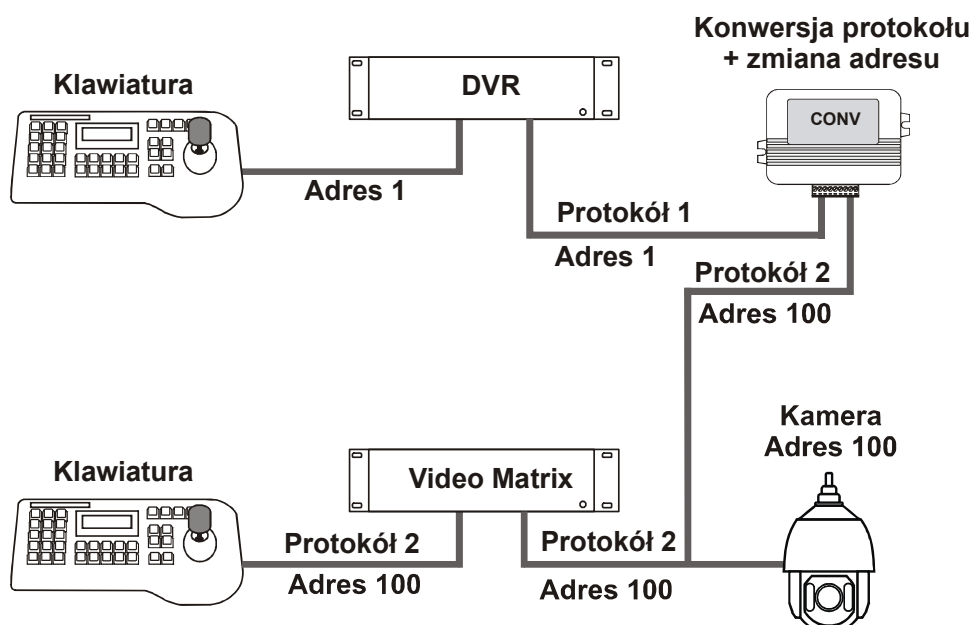 Konwersja protokołu
+ zmiana adresu
Klawiatura
DVR
CONV
Adres 1
Protokół 1
Adres 1
Protokół 2
Adres 100
Kamera
Adres 100
Klawiatura
Video Matrix
Protokół 2
Adres 100
Protokół 2
Adres 100